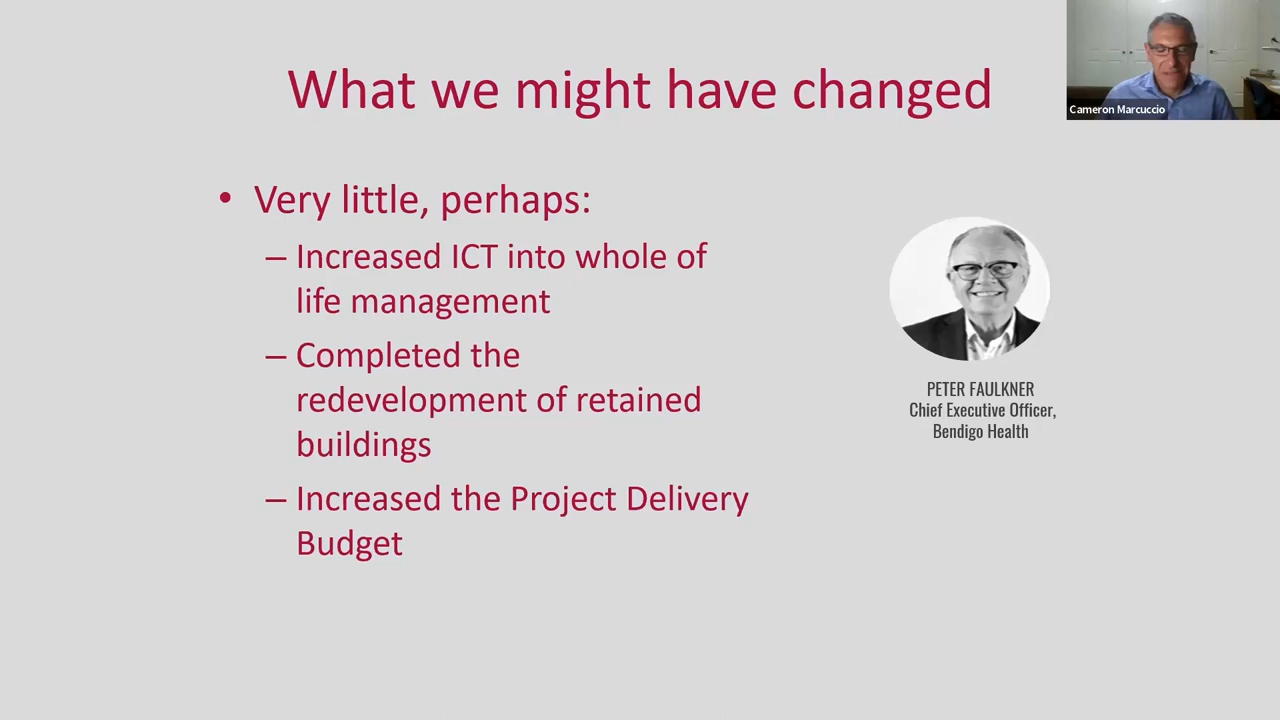 What we might have changed
Cameron Marcuccio
• Very little, perhaps:
– Increased ICT into whole of
life management
– Completed the
redevelopment of retained
buildings
– Increased the Project Delivery
Budget
PETER FAULKNER
Chief Executive Officer,
Bendigo Health